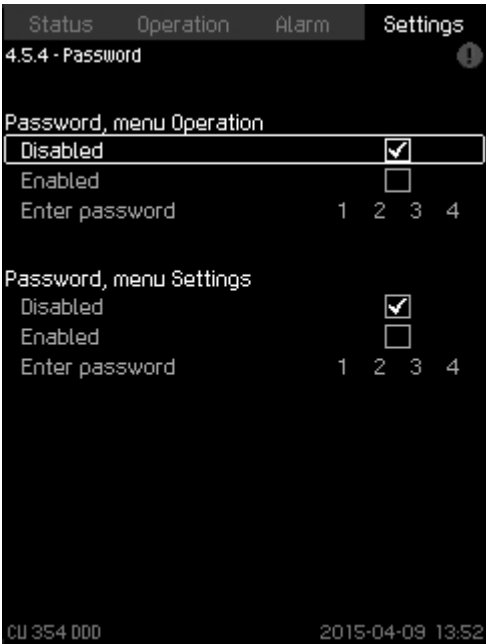 Status Operation Alarm Settings
4.5.4 - Password
Password, menu Operation
Disabled
Enabled
Enter password 1 2 3 4
Password, menu Settings
Disabled
Enabled
Enter password 1 2 3 4
CU 354 DDD 2015-04-09 13:52